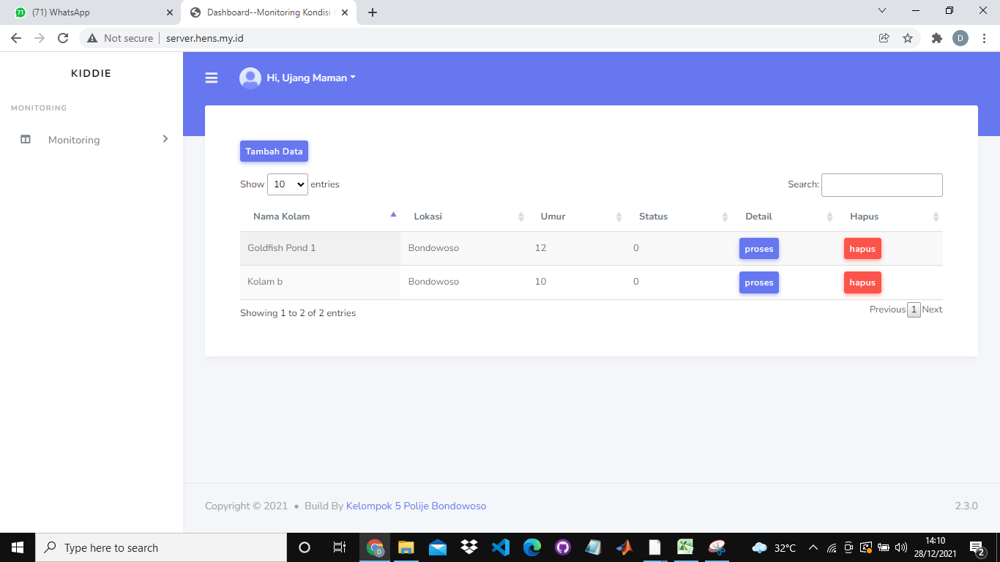 (71) WhatsApp
Dashboard--Monitoring Kondisi
Not secure server.hens.my.id
D
KIDDIE
Hi, Ujang Maman
MONITORING
Monitoring
Tambah Data
Show 10 entries Search:
Nama Kolam Lokasi Umur Status Detail Hapus
Goldfish Pond 1 Bondowoso 12 0 proses hapus
Kolam b Bondowoso 10 0 proses hapus
Showing 1 to 2 of 2 entries Previous 1 Next
Copyright © 2021 • Build By Kelompok 5 Polije Bondowoso 2.3.0
Type here to search
32°C
14:10
28/12/2021
2